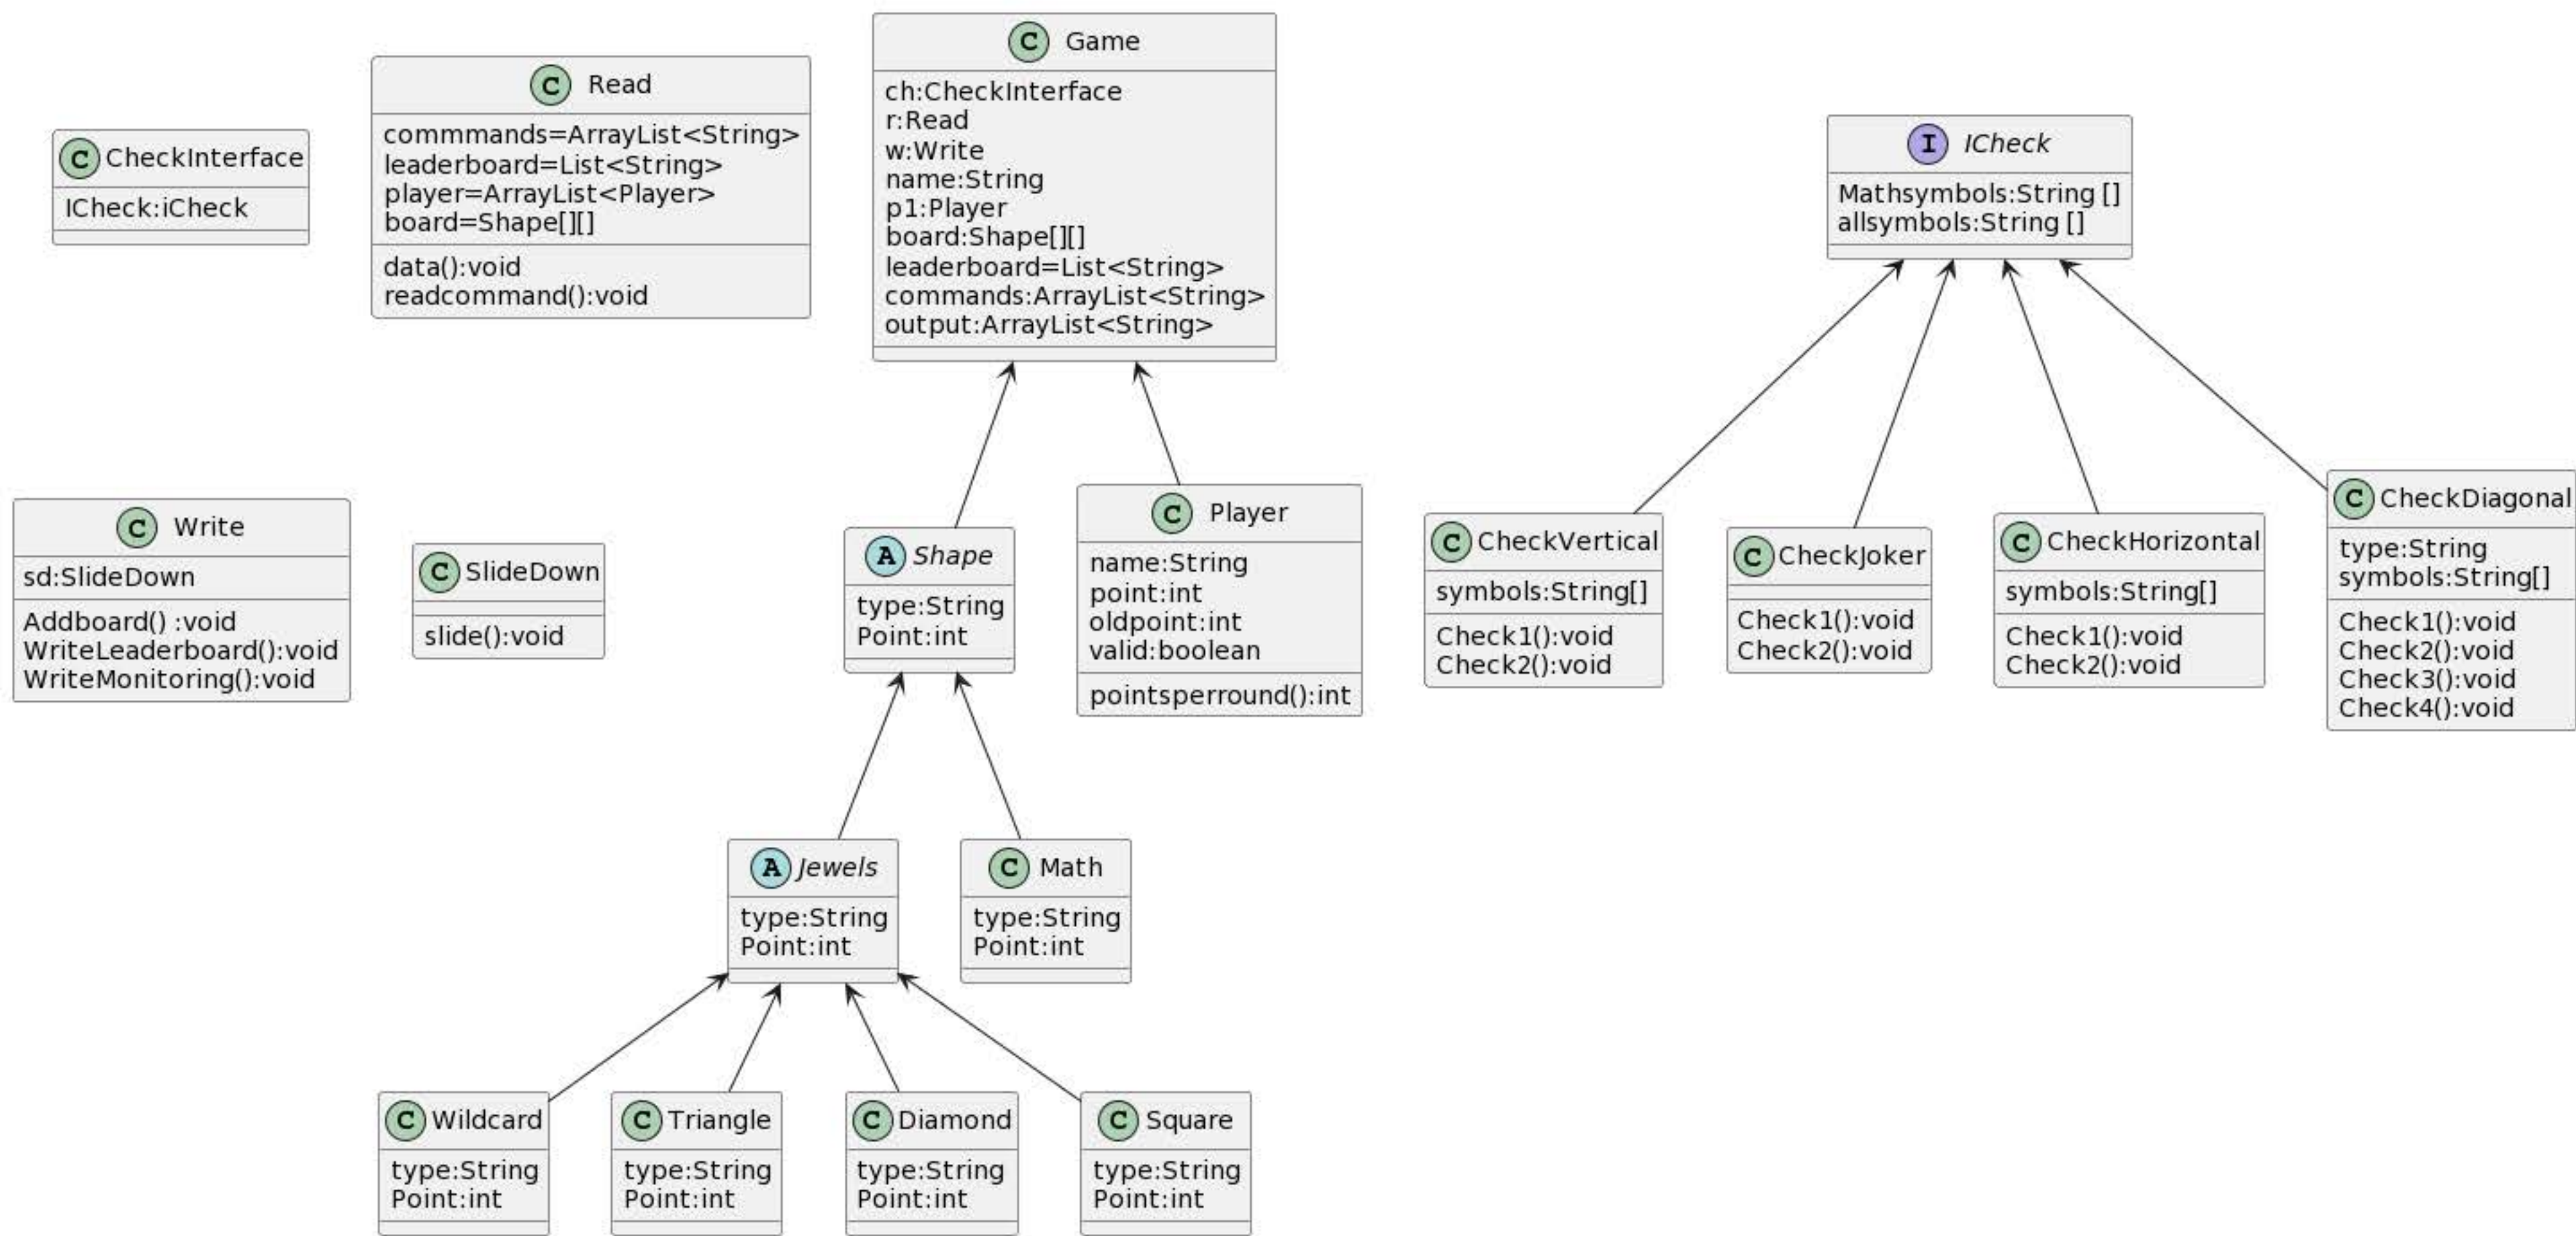 C Game
ch:CheckInterface
r:Read
w:Write
name:String
p1:Player
board:Shape[][]
leaderboard=List<String>
commands:ArrayList<String>
output:ArrayList<String>
C Read
commmands=ArrayList<String>
leaderboard=List<String>
player=ArrayList<Player>
board=Shape[][]
data():void
readcommand():void
C CheckInterface
ICheck:iCheck
I ICheck
Mathsymbols:String []
allsymbols:String []
C Write
sd:SlideDown
Addboard() :void
WriteLeaderboard():void
WriteMonitoring():void
C SlideDown
slide():void
A Shape
type:String
Point:int
C Player
name:String
point:int
oldpoint:int
valid:boolean
pointsperround():int
C CheckVertical
symbols:String[]
Check1():void
Check2():void
C CheckJoker
Check1():void
Check2():void
C CheckHorizontal
symbols:String[]
Check1():void
Check2():void
C CheckDiagonal
type:String
symbols:String[]
Check1():void
Check2():void
Check3():void
Check4():void
A Jewels
type:String
Point:int
C Math
type:String
Point:int
C Wildcard
type:String
Point:int
C Triangle
type:String
Point:int
C Diamond
type:String
Point:int
C Square
type:String
Point:int